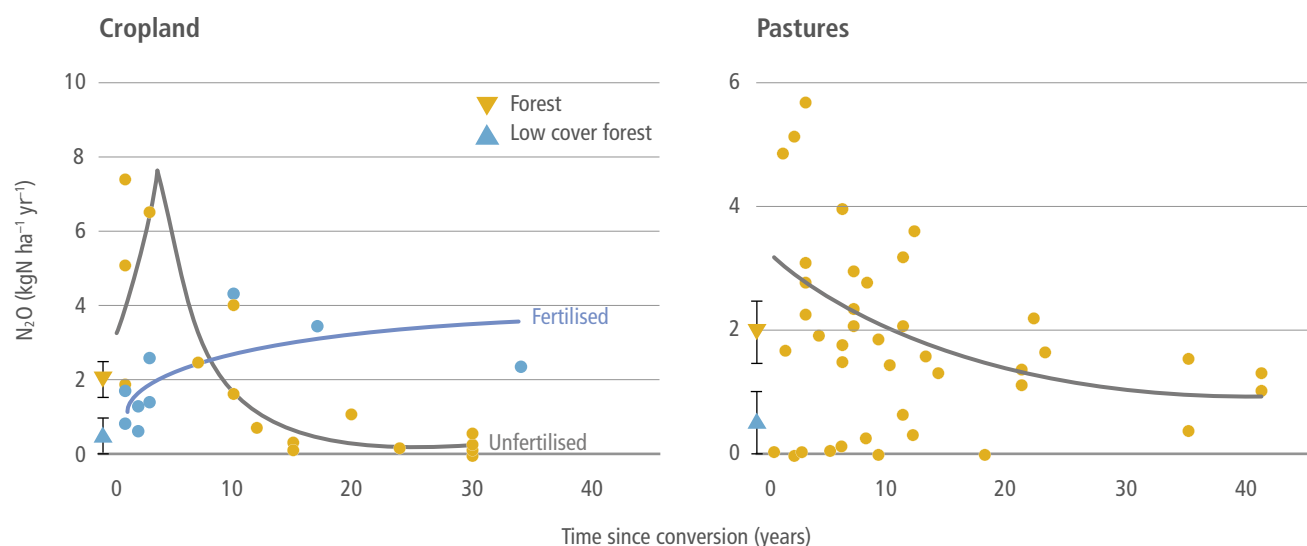 Cropland
10
8
6
4
2
0
N₂O (kgN ha⁻¹ yr⁻¹)
Forest
Low cover forest
Fertilised
Unfertilised
0 10 20 30 40
Pastures
6
4
2
0
0 10 20 30 40
Time since conversion (years)